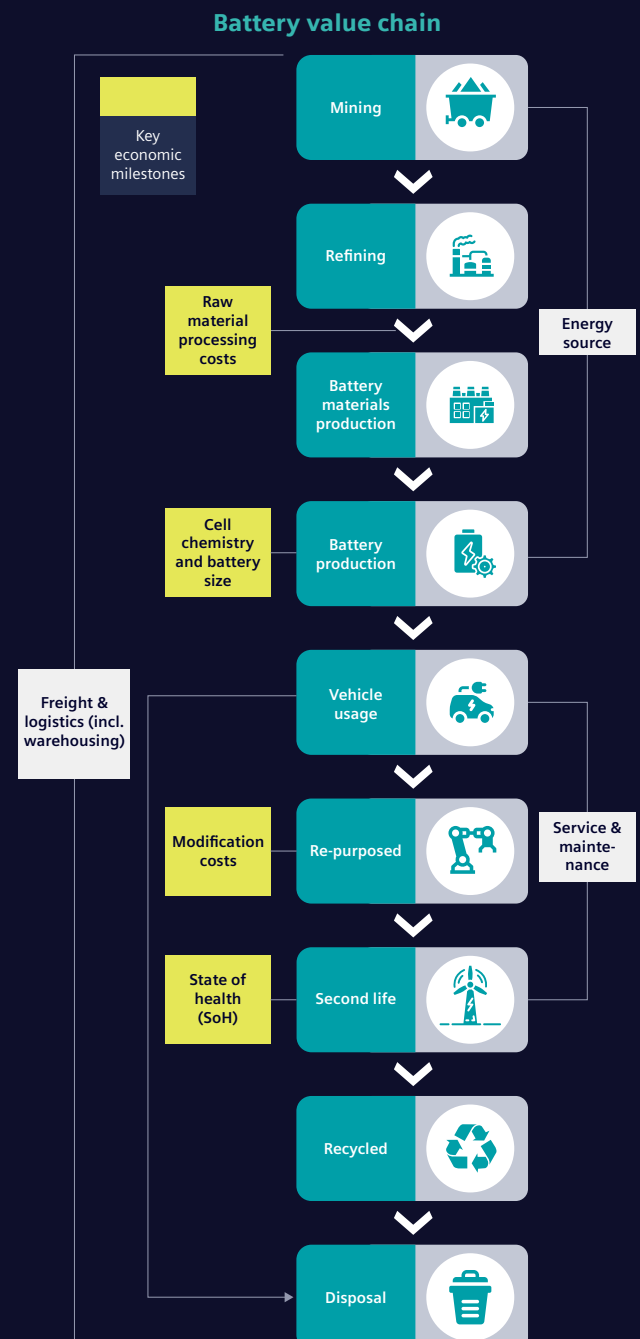 Battery value chain
Key
economic
milestones
Mining
Refining
Raw
material
processing
costs
Energy
source
Battery
materials
production
Cell
chemistry
and battery
size
Battery
production
Freight &
logistics (incl.
warehousing)
Vehicle
usage
Modification
costs
Re-purposed
Service &
mainte-
nance
State of
health
(SoH)
Second life
Recycled
Disposal